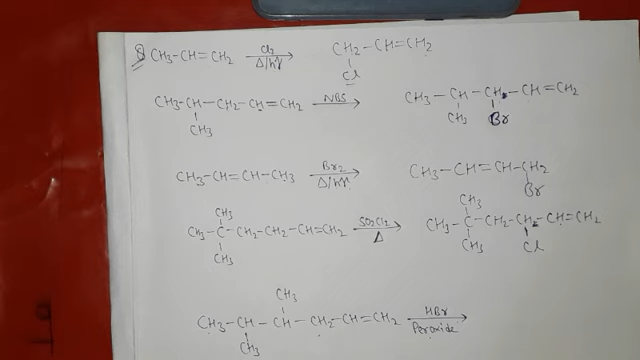 Q CH3-CH=CH2 Cl2 Δ/hν CH2-CH=CH2
Cl
CH3-CH-CH2-CH=CH2 NBS CH3-CH-CH-CH=CH2
CH3 CH3 Br
CH3-CH=CH-CH3 Br2 Δ/hν CH3-CH=CH-CH2
Br
CH3 CH3
CH3-C-CH2-CH2-CH=CH2 SO2Cl2 Δ CH3-C-CH2-CH-CH=CH2
CH3 CH3 Cl
CH3
CH3-CH-CH-CH2-CH=CH2 HBr Peroxide
CH3